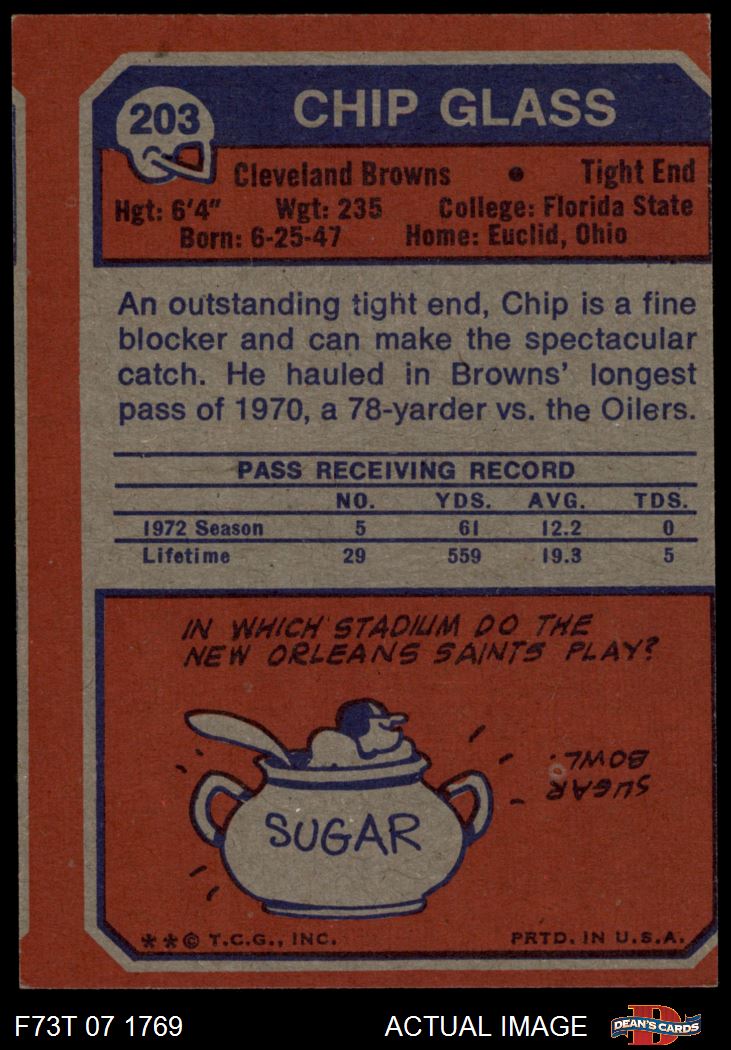 203
CHIP GLASS
Cleveland Browns • Tight End
Hgt: 6'4" Wgt: 235 College: Florida State
Born: 6-25-47 Home: Euclid, Ohio
An outstanding tight end, Chip is a fine
blocker and can make the spectacular
catch. He hauled in Browns' longest
pass of 1970, a 78-yarder vs. the Oilers.
PASS RECEIVING RECORD
NO. YDS. AVG. TDS.
1972 Season 5 61 12.2 0
Lifetime 29 559 19.3 5
IN WHICH STADIUM DO THE
NEW ORLEANS SAINTS PLAY?
SUGAR
BOWL.
SUGAR
**© T.C.G., INC. PRTD. IN U.S.A.
F73T 07 1769 ACTUAL IMAGE
D
DEAN'S CARDS